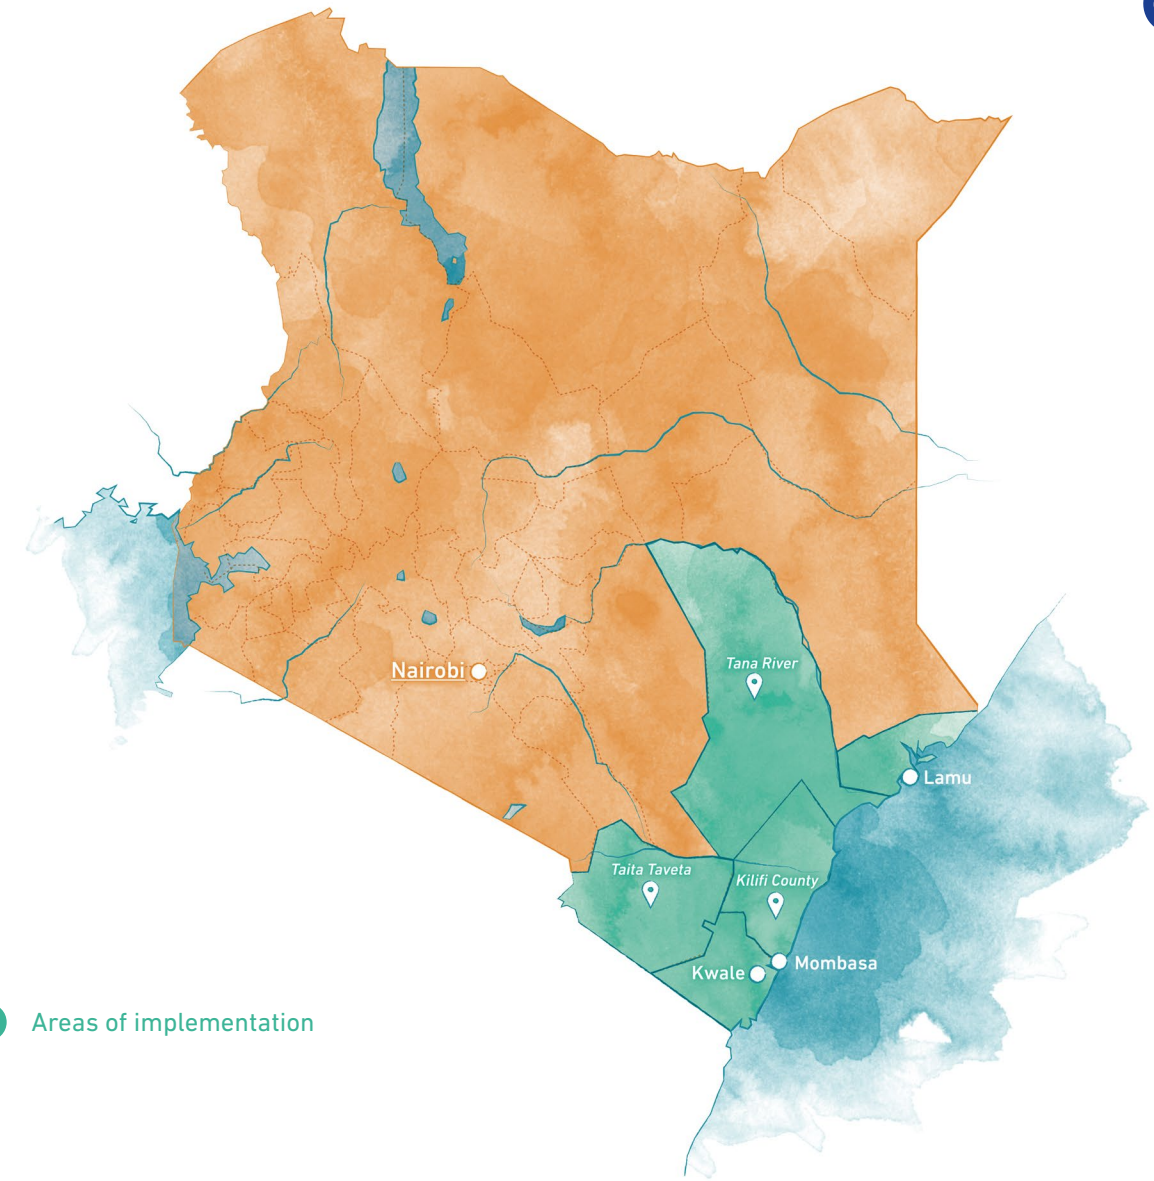 Tana River
Nairobi
Lamu
Taita Taveta
Kilifi County
Mombasa
Kwale
Areas of implementation